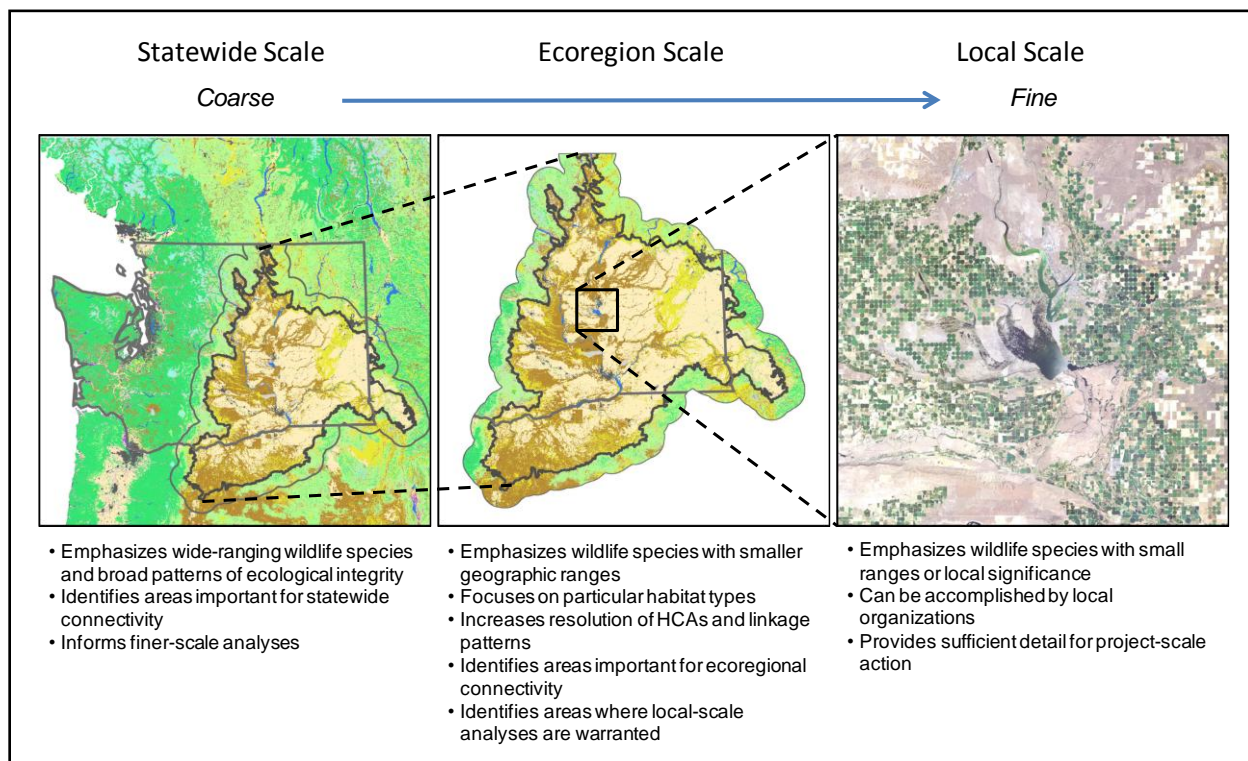 Statewide Scale
Ecoregion Scale
Local Scale
Coarse
Fine
• Emphasizes wide-ranging wildlife species
and broad patterns of ecological integrity
• Identifies areas important for statewide
connectivity
• Informs finer-scale analyses
• Emphasizes wildlife species with smaller
geographic ranges
• Focuses on particular habitat types
• Increases resolution of HCAs and linkage
patterns
• Identifies areas important for ecoregional
connectivity
• Identifies areas where local-scale
analyses are warranted
• Emphasizes wildlife species with small
ranges or local significance
• Can be accomplished by local
organizations
• Provides sufficient detail for project-scale
action